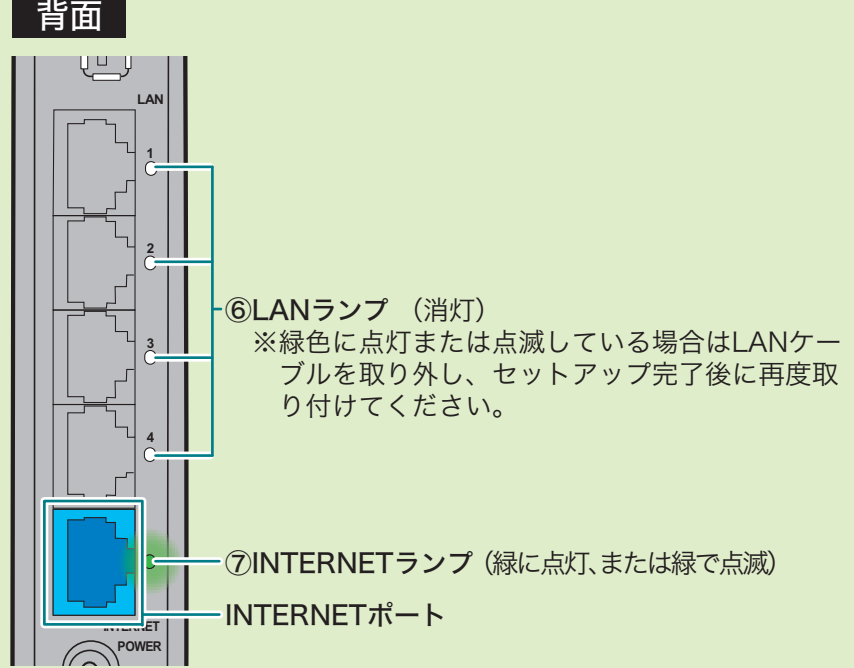 背面
LAN
1
2
3
4
⑥LANランプ （消灯）
※緑色に点灯または点滅している場合はLANケー
ブルを取り外し、セットアップ完了後に再度取
り付けてください。
⑦INTERNETランプ（緑に点灯、または緑で点滅）
INTERNETポート
INTERNET
POWER